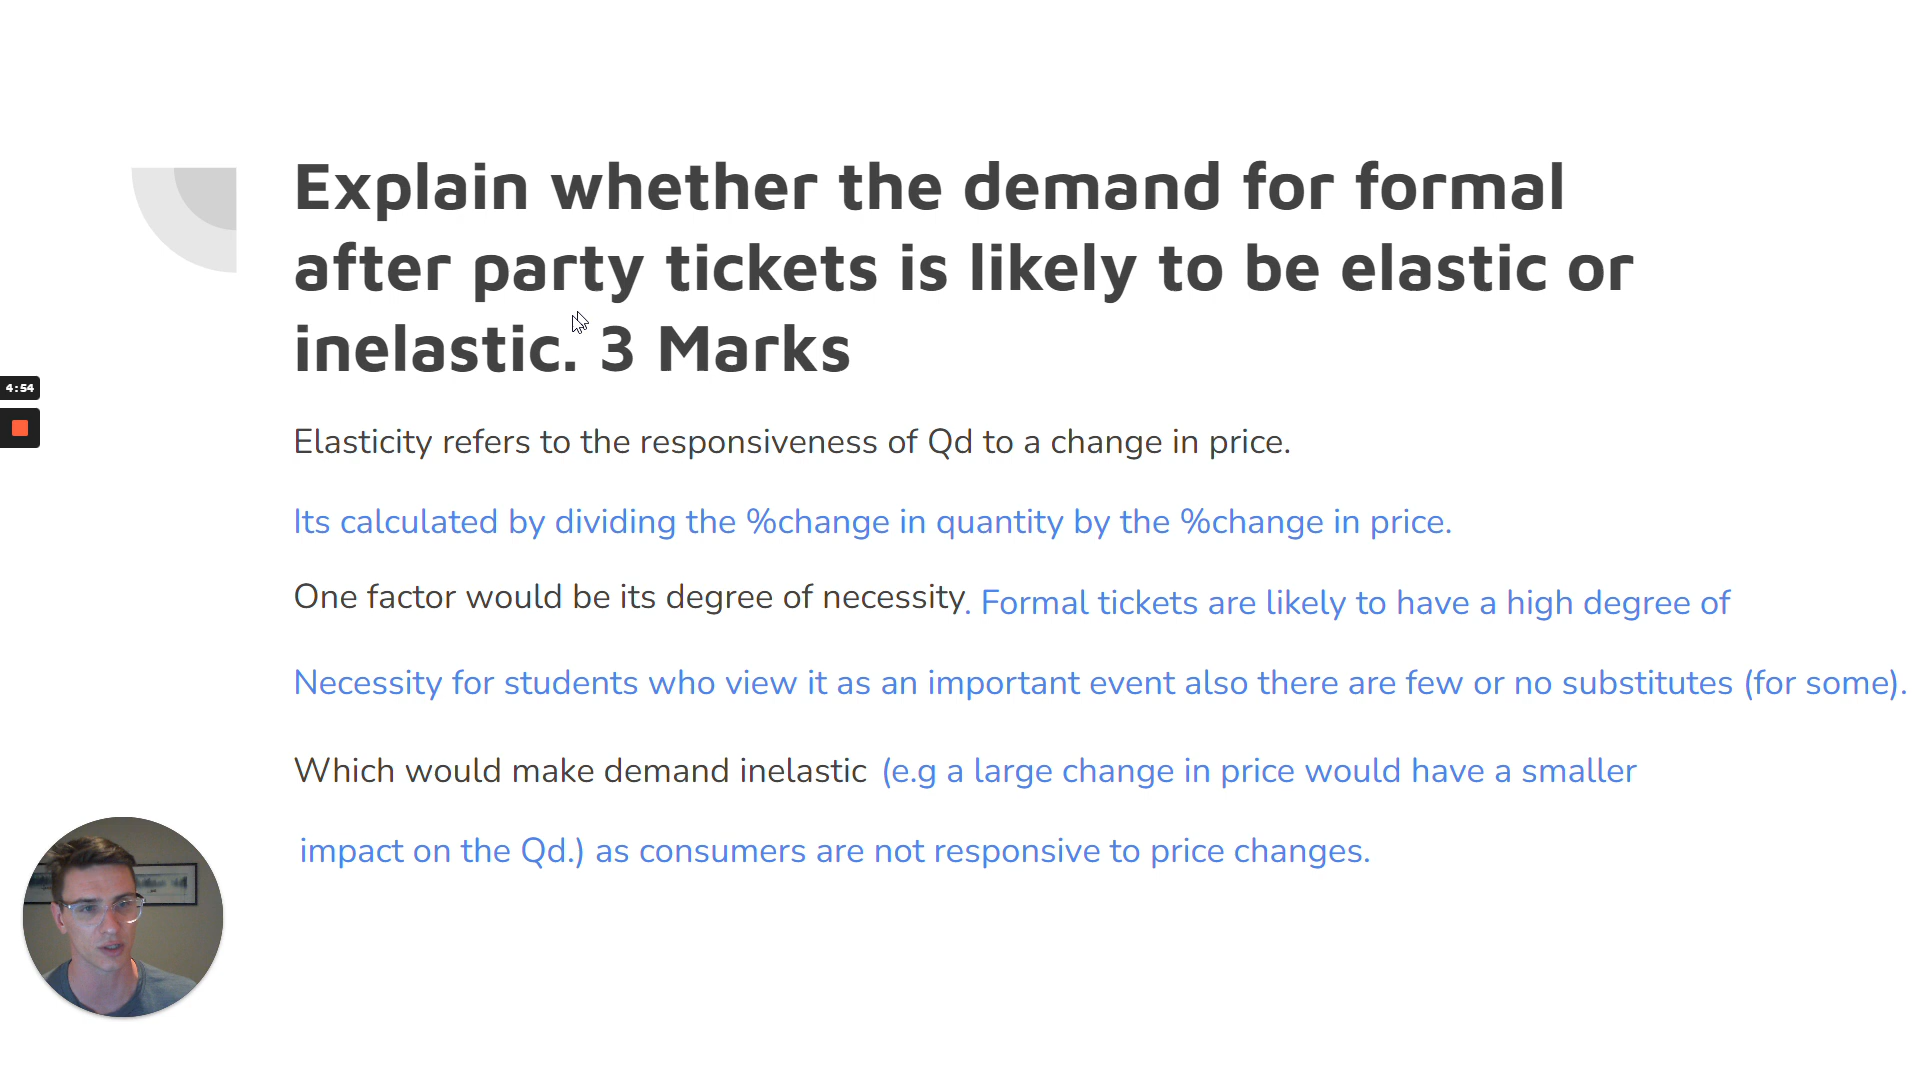 Explain whether the demand for formal
after party tickets is likely to be elastic or
inelastic. 3 Marks
4:54
Elasticity refers to the responsiveness of Qd to a change in price.
Its calculated by dividing the %change in quantity by the %change in price.
One factor would be its degree of necessity. Formal tickets are likely to have a high degree of
Necessity for students who view it as an important event also there are few or no substitutes (for some).
Which would make demand inelastic (e.g a large change in price would have a smaller
impact on the Qd.) as consumers are not responsive to price changes.